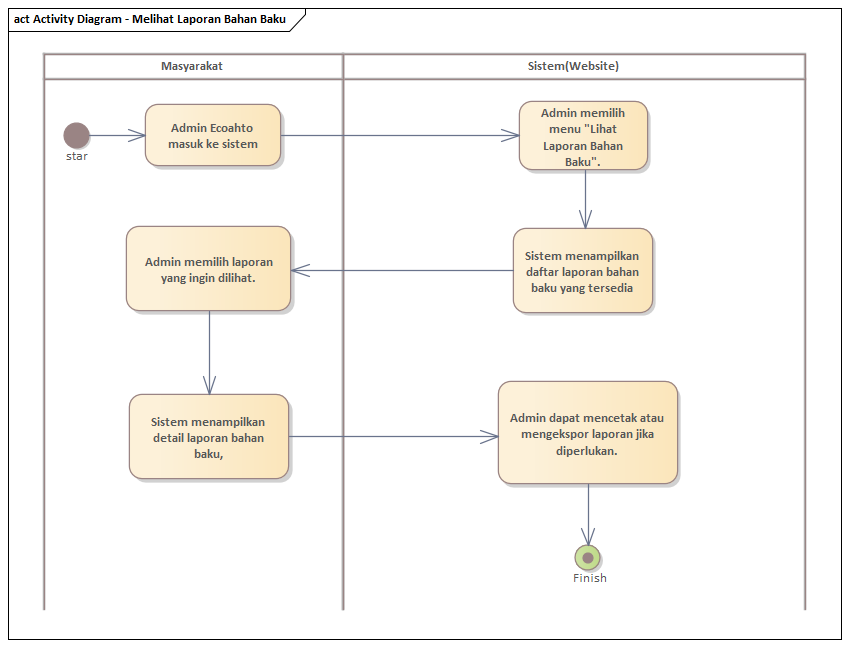 act Activity Diagram - Melihat Laporan Bahan Baku
Masyarakat
Sistem(Website)
star
Admin Ecoahto
masuk ke sistem
Admin memilih
menu "Lihat
Laporan Bahan
Baku".
Sistem menampilkan
daftar laporan bahan
baku yang tersedia
Admin memilih laporan
yang ingin dilihat.
Sistem menampilkan
detail laporan bahan
baku,
Admin dapat mencetak atau
mengekspor laporan jika
diperlukan.
Finish